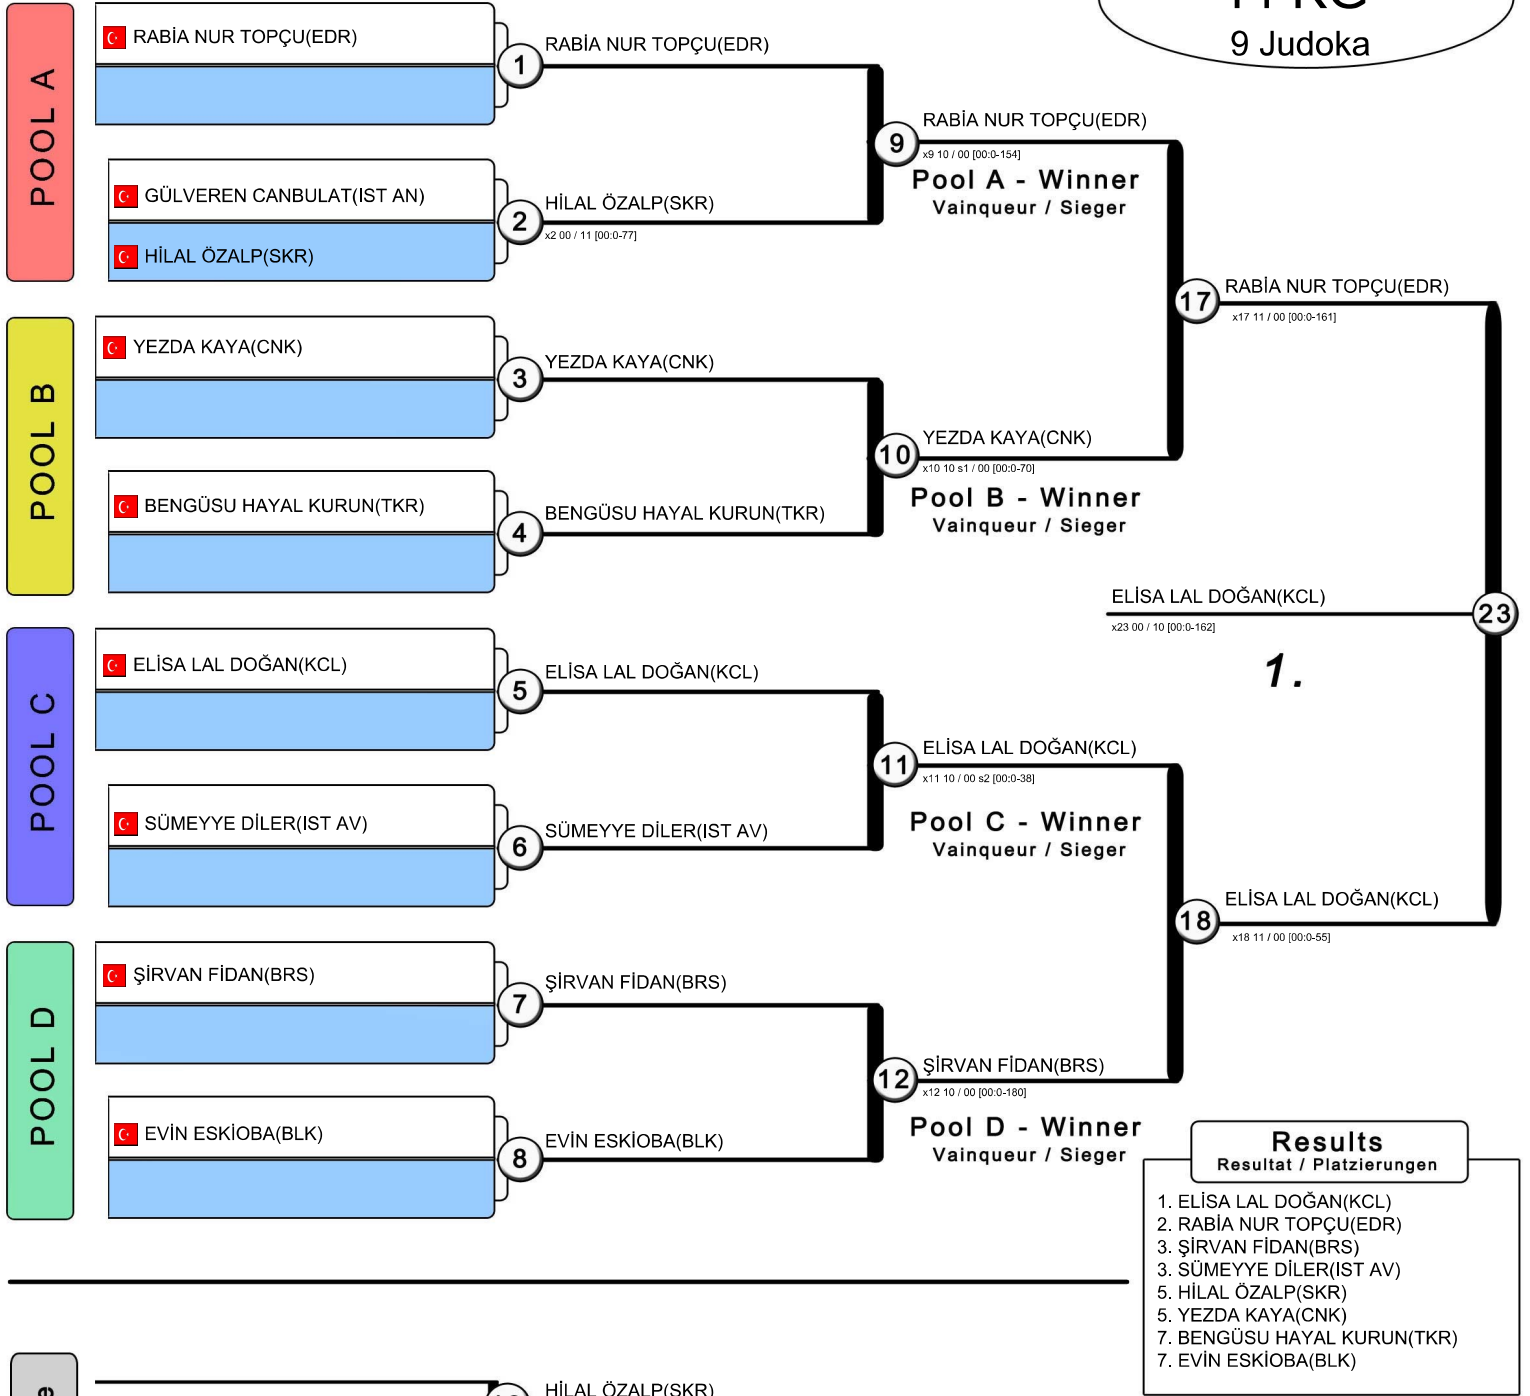 9 Judoka
POOL A
RABİA NUR TOPÇU(EDR)
1
RABİA NUR TOPÇU(EDR)
GÜLVEREN CANBULAT(IST AN)
HİLAL ÖZALP(SKR)
2
HİLAL ÖZALP(SKR)
x2 00 / 11 [00:0-77]
9
RABİA NUR TOPÇU(EDR)
x9 10 / 00 [00:0-154]
Pool A - Winner
Vainqueur / Sieger
POOL B
YEZDA KAYA(CNK)
3
YEZDA KAYA(CNK)
BENGÜSU HAYAL KURUN(TKR)
4
BENGÜSU HAYAL KURUN(TKR)
10
YEZDA KAYA(CNK)
x10 10 s1 / 00 [00:0-70]
Pool B - Winner
Vainqueur / Sieger
17
RABİA NUR TOPÇU(EDR)
x17 11 / 00 [00:0-161]
ELİSA LAL DOĞAN(KCL)
23
x23 00 / 10 [00:0-162]
1.
POOL C
ELİSA LAL DOĞAN(KCL)
5
ELİSA LAL DOĞAN(KCL)
SÜMEYYE DİLER(IST AV)
6
SÜMEYYE DİLER(IST AV)
11
ELİSA LAL DOĞAN(KCL)
x11 10 / 00 s2 [00:0-38]
Pool C - Winner
Vainqueur / Sieger
POOL D
ŞİRVAN FİDAN(BRS)
7
ŞİRVAN FİDAN(BRS)
EVİN ESKİOBA(BLK)
8
EVİN ESKİOBA(BLK)
12
ŞİRVAN FİDAN(BRS)
x12 10 / 00 [00:0-180]
Pool D - Winner
Vainqueur / Sieger
18
ELİSA LAL DOĞAN(KCL)
x18 11 / 00 [00:0-55]
Results
Resultat / Platzierungen
1. ELİSA LAL DOĞAN(KCL)
2. RABİA NUR TOPÇU(EDR)
3. ŞİRVAN FİDAN(BRS)
3. SÜMEYYE DİLER(IST AV)
5. HİLAL ÖZALP(SKR)
5. YEZDA KAYA(CNK)
7. BENGÜSU HAYAL KURUN(TKR)
7. EVİN ESKİOBA(BLK)
HİLAL ÖZALP(SKR)